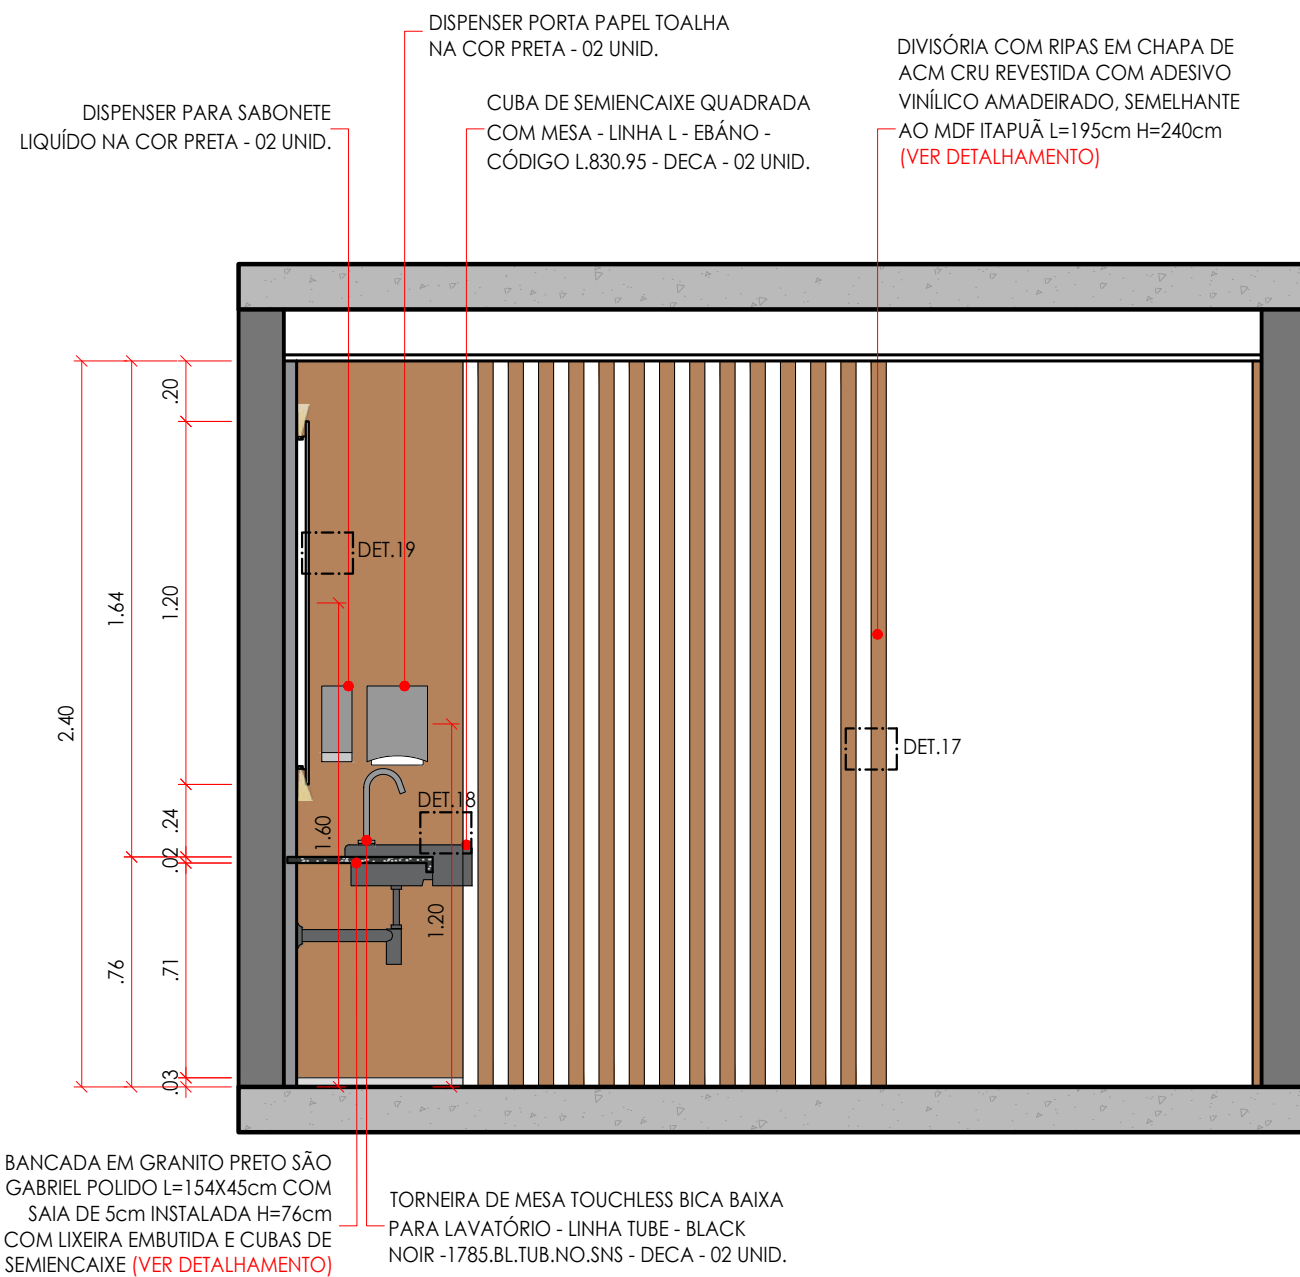 DISPENSER PORTA PAPEL TOALHA
NA COR PRETA - 02 UNID.
DIVISÓRIA COM RIPAS EM CHAPA DE
ACM CRU REVESTIDA COM ADESIVO
VINÍLICO AMADEIRADO, SEMELHANTE
AO MDF ITAPUÃ L=195cm H=240cm
(VER DETALHAMENTO)
DISPENSER PARA SABONETE
LIQUÍDO NA COR PRETA - 02 UNID.
CUBA DE SEMIENCAIXE QUADRADA
COM MESA - LINHA L - EBÁNO -
CÓDIGO L.830.95 - DECA - 02 UNID.
.20
1.20
1.64
2.40
.24
.02
.76
.71
.03
DET.19
DET.17
DET.18
1.60
1.20
BANCADA EM GRANITO PRETO SÃO
GABRIEL POLIDO L=154X45cm COM
SAIA DE 5cm INSTALADA H=76cm
COM LIXEIRA EMBUTIDA E CUBAS DE
SEMIENCAIXE (VER DETALHAMENTO)
TORNEIRA DE MESA TOUCHLESS BICA BAIXA
PARA LAVATÓRIO - LINHA TUBE - BLACK
NOIR -1785.BL.TUB.NO.SNS - DECA - 02 UNID.